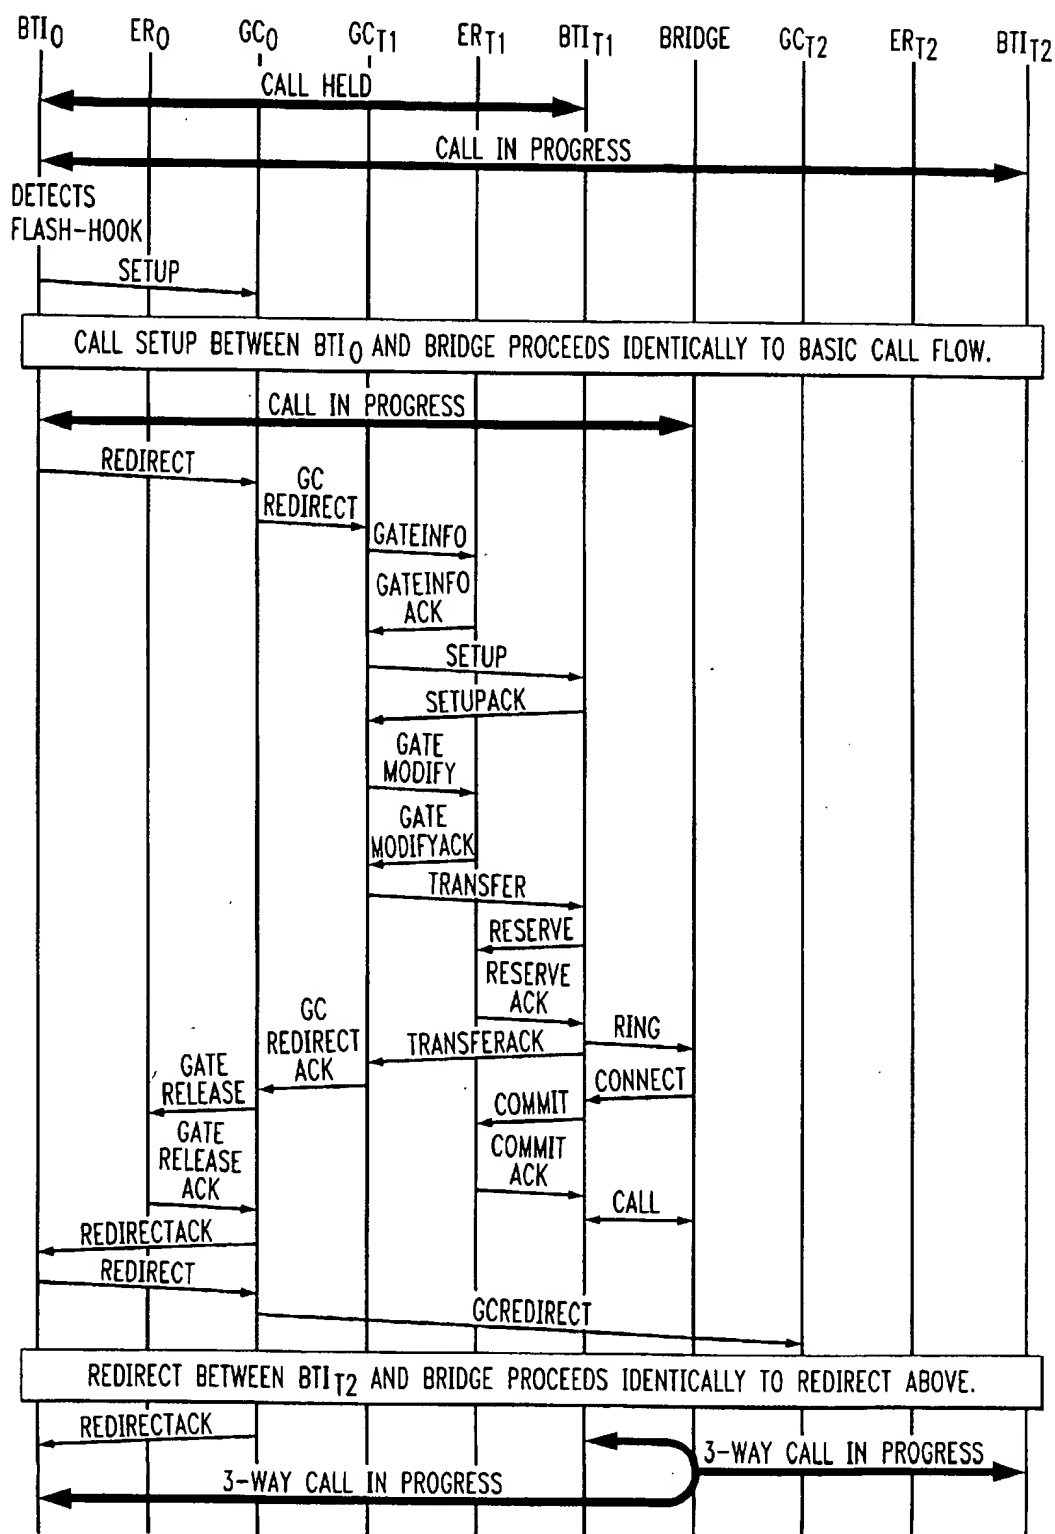 BTI0 ER0 GC0 GCT1 ERT1 BTIT1 BRIDGE GCT2 ERT2 BTIT2
CALL HELD
CALL IN PROGRESS
DETECTS
FLASH-HOOK
SETUP
CALL SETUP BETWEEN BTI0 AND BRIDGE PROCEEDS IDENTICALLY TO BASIC CALL FLOW.
CALL IN PROGRESS
REDIRECT
GC
REDIRECT
GATEINFO
GATEINFO
ACK
SETUP
SETUPACK
GATE
MODIFY
GATE
MODIFYACK
TRANSFER
RESERVE
RESERVE
ACK
RING
TRANSFERACK
GC
REDIRECT
ACK
CONNECT
GATE
RELEASE
COMMIT
COMMIT
ACK
GATE
RELEASE
ACK
CALL
REDIRECTACK
REDIRECT
GCREDIRECT
REDIRECT BETWEEN BTIT2 AND BRIDGE PROCEEDS IDENTICALLY TO REDIRECT ABOVE.
REDIRECTACK
3-WAY CALL IN PROGRESS
3-WAY CALL IN PROGRESS